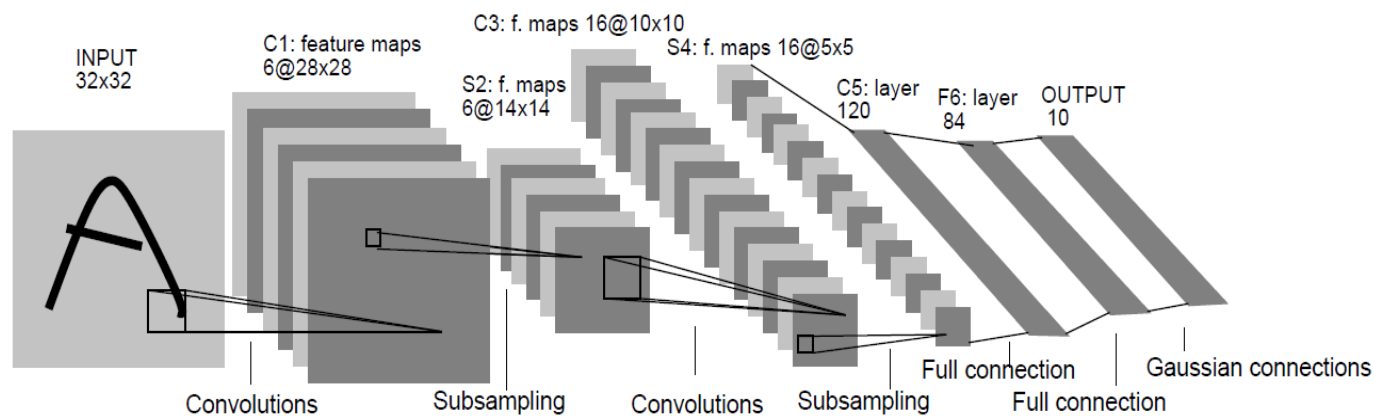 INPUT
32x32
C1: feature maps
6@28x28
S2: f. maps
6@14x14
C3: f. maps 16@10x10
S4: f. maps 16@5x5
C5: layer
120
F6: layer
84
OUTPUT
10
Convolutions
Subsampling
Convolutions
Subsampling
Full connection
Full connection
Gaussian connections